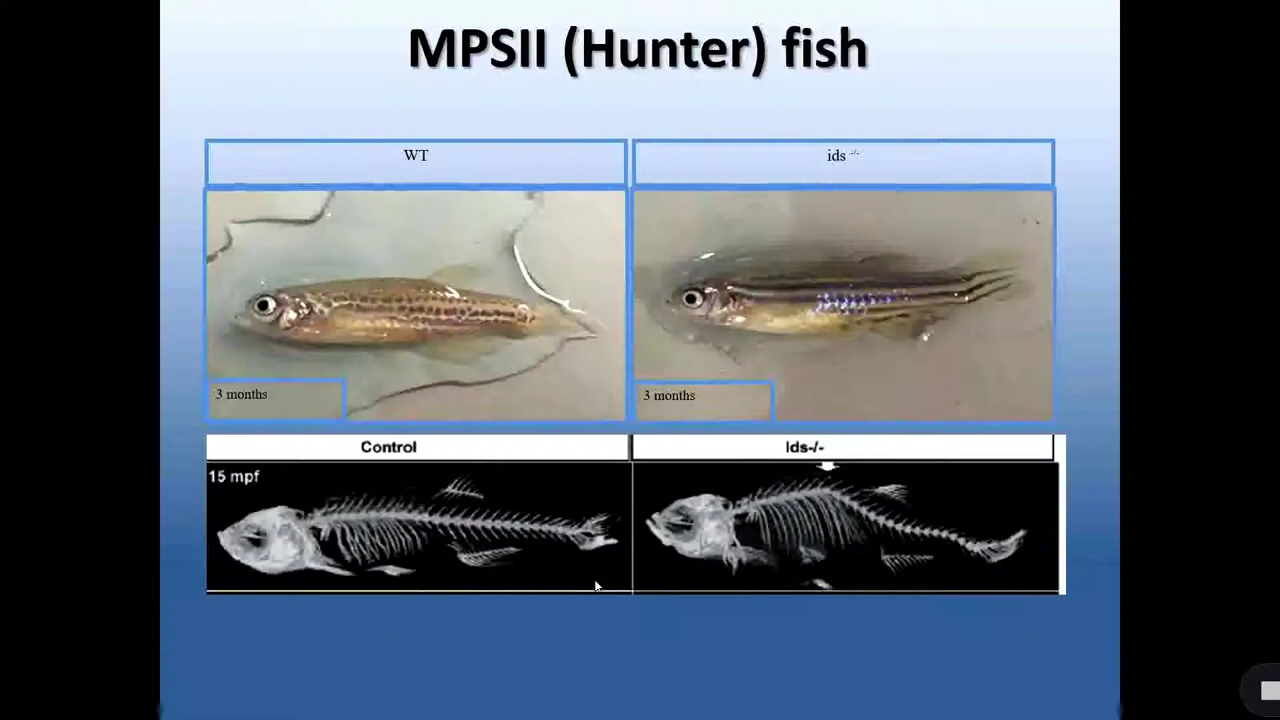 MPSII (Hunter) fish
WT
ids -/-
3 months
3 months
Control
Ids-/-
15 mpf